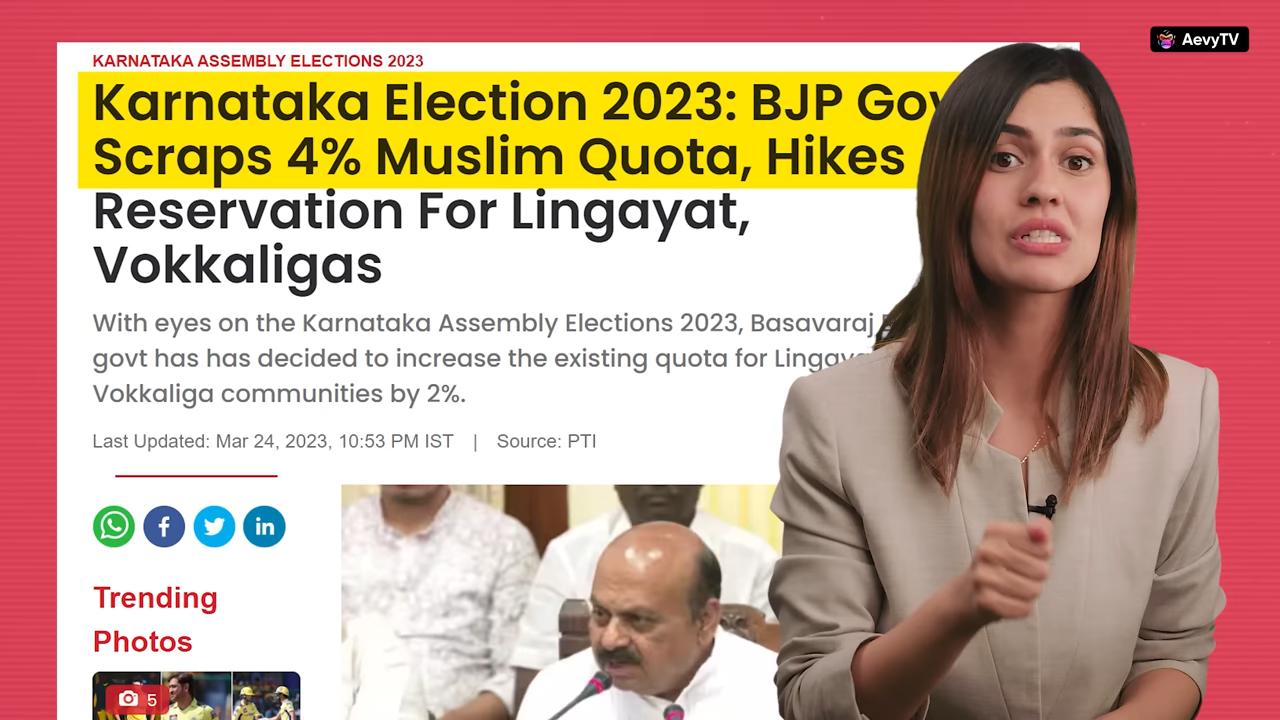 AevyTV
KARNATAKA ASSEMBLY ELECTIONS 2023
Karnataka Election 2023: BJP
Scraps 4% Muslim Quota, Hikes
Reservation For Lingayat,
Vokkaligas
With eyes on the Karnataka Assembly Elections 2023, Basavaraj
govt has has decided to increase the existing quota for
Vokkaliga communities by 2%.
Last Updated: Mar 24, 2023, 10:53 PM IST | Source: PTI
Trending
Photos
5